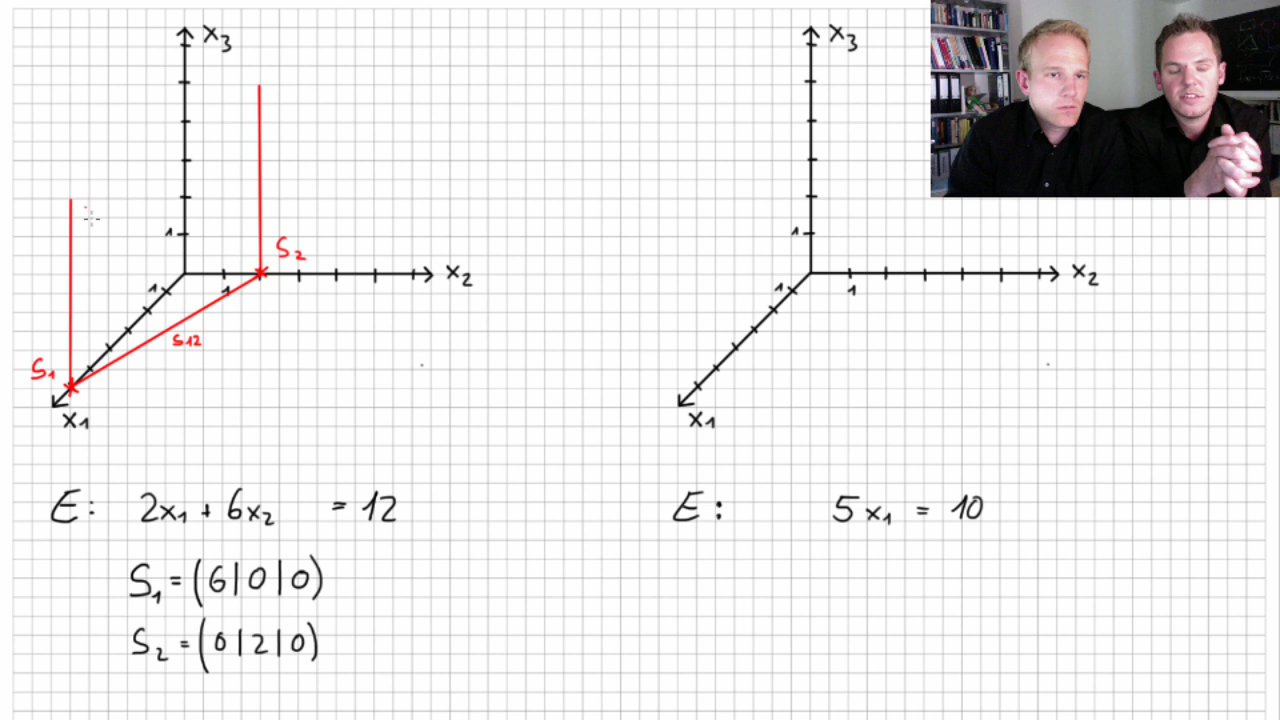 x₃
x₃
S₂
1
1
x₂
x₂
1
1
1
1
s₁₂
S₁
x₁
x₁
E: 2x₁ + 6x₂ = 12
E: 5x₁ = 10
S₁ = (6|0|0)
S₂ = (0|2|0)